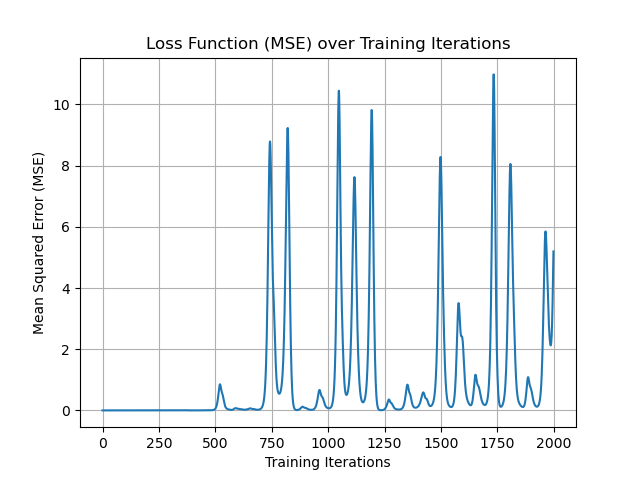 Loss Function (MSE) over Training Iterations
10
8
6
4
2
0
Mean Squared Error (MSE)
0 250 500 750 1000 1250 1500 1750 2000
Training Iterations